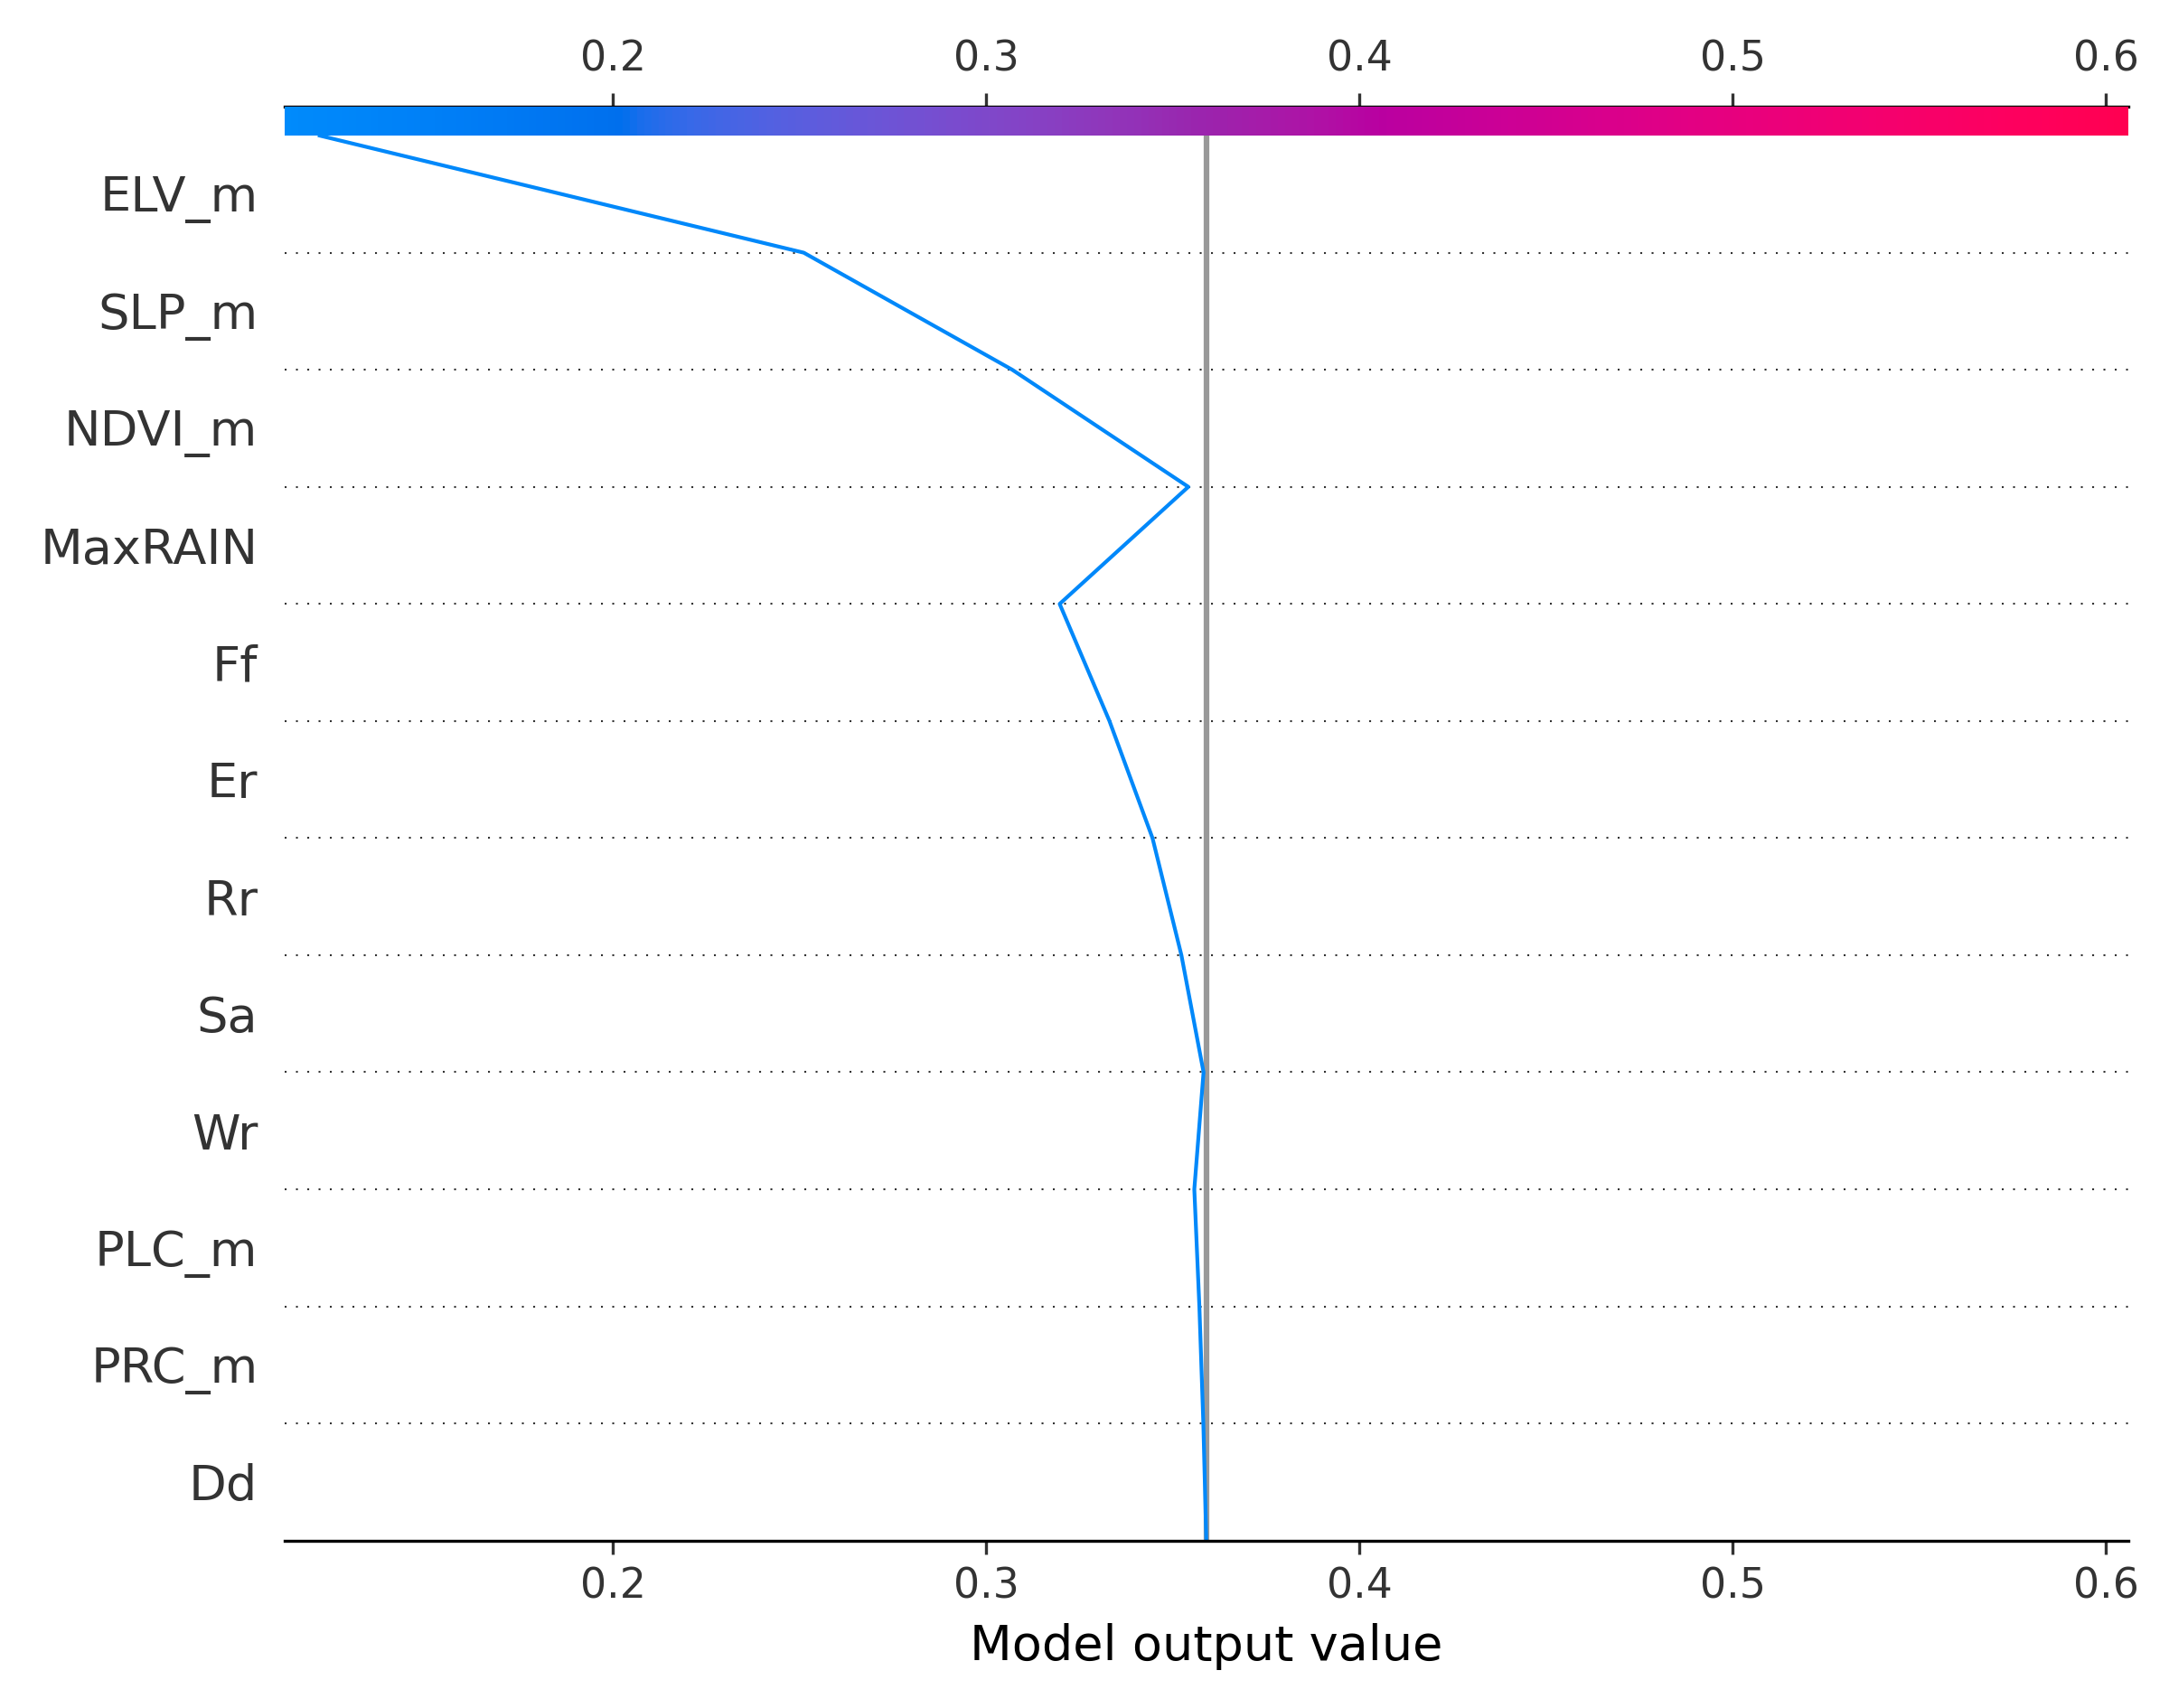 0.2 0.3 0.4 0.5 0.6
ELV_m
SLP_m
NDVI_m
MaxRAIN
Ff
Er
Rr
Sa
Wr
PLC_m
PRC_m
Dd
0.2 0.3 0.4 0.5 0.6
Model output value